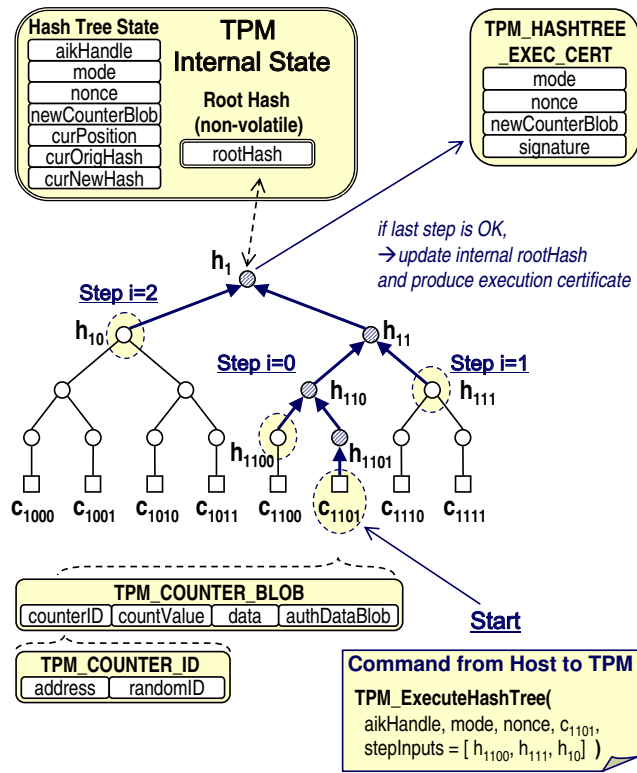 Hash Tree State
aikHandle
mode
nonce
newCounterBlob
curPosition
curOrigHash
curNewHash
TPM
Internal State
Root Hash
(non-volatile)
rootHash
TPM_HASHTREE
_EXEC_CERT
mode
nonce
newCounterBlob
signature
if last step is OK,
→update internal rootHash
and produce execution certificate
h1
Step i=2
h10
h11
Step i=0
Step i=1
h110
h111
h1100
h1101
c1000 c1001 c1010 c1011 c1100 c1101 c1110 c1111
TPM_COUNTER_BLOB
counterID countValue data authDataBlob
TPM_COUNTER_ID
address randomID
Start
Command from Host to TPM
TPM_ExecuteHashTree(
aikHandle, mode, nonce, c1101,
stepInputs = [ h1100, h111, h10] )